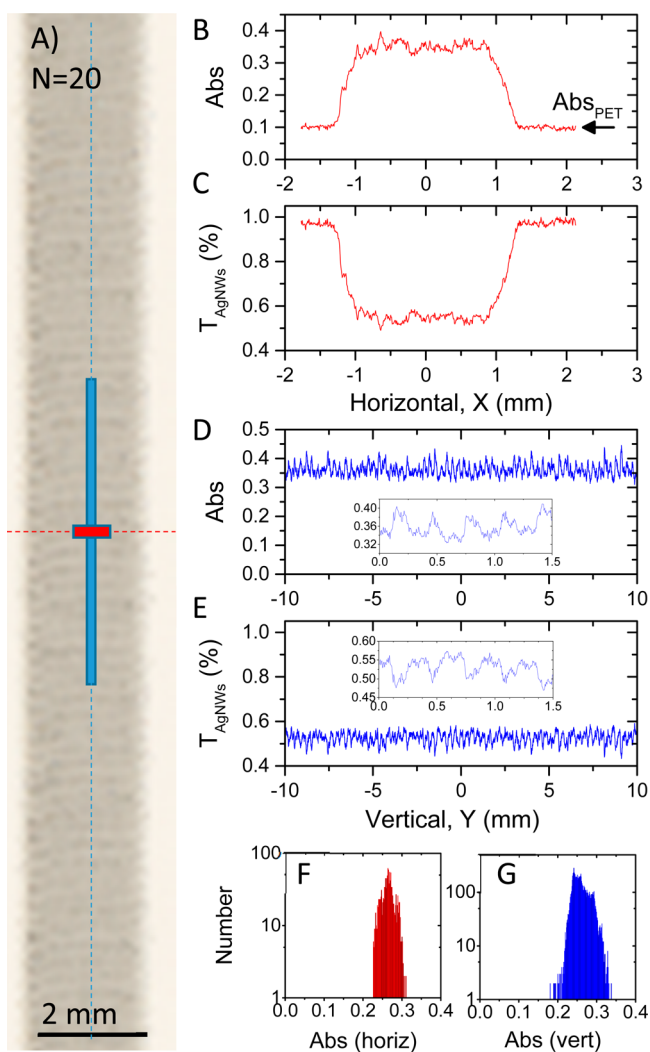 A)
N=20
2 mm
B
Abs
0.4
0.3
0.2
0.1
0.0
Abs_PET
-2 -1 0 1 2 3
C
T_AgNWs (%)
1.0
0.8
0.6
0.4
-2 -1 0 1 2 3
Horizontal, X (mm)
D
Abs
0.5
0.4
0.3
0.2
0.1
0.0
0.40
0.36
0.32
0.0 0.5 1.0 1.5
-10 -5 0 5 10
E
T_AgNWs (%)
1.0
0.8
0.6
0.4
0.60
0.55
0.50
0.45
0.0 0.5 1.0 1.5
-10 -5 0 5 10
Vertical, Y (mm)
F
Number
100
10
1
0.0 0.1 0.2 0.3 0.4
Abs (horiz)
G
100
10
1
0.0 0.1 0.2 0.3 0.4
Abs (vert)